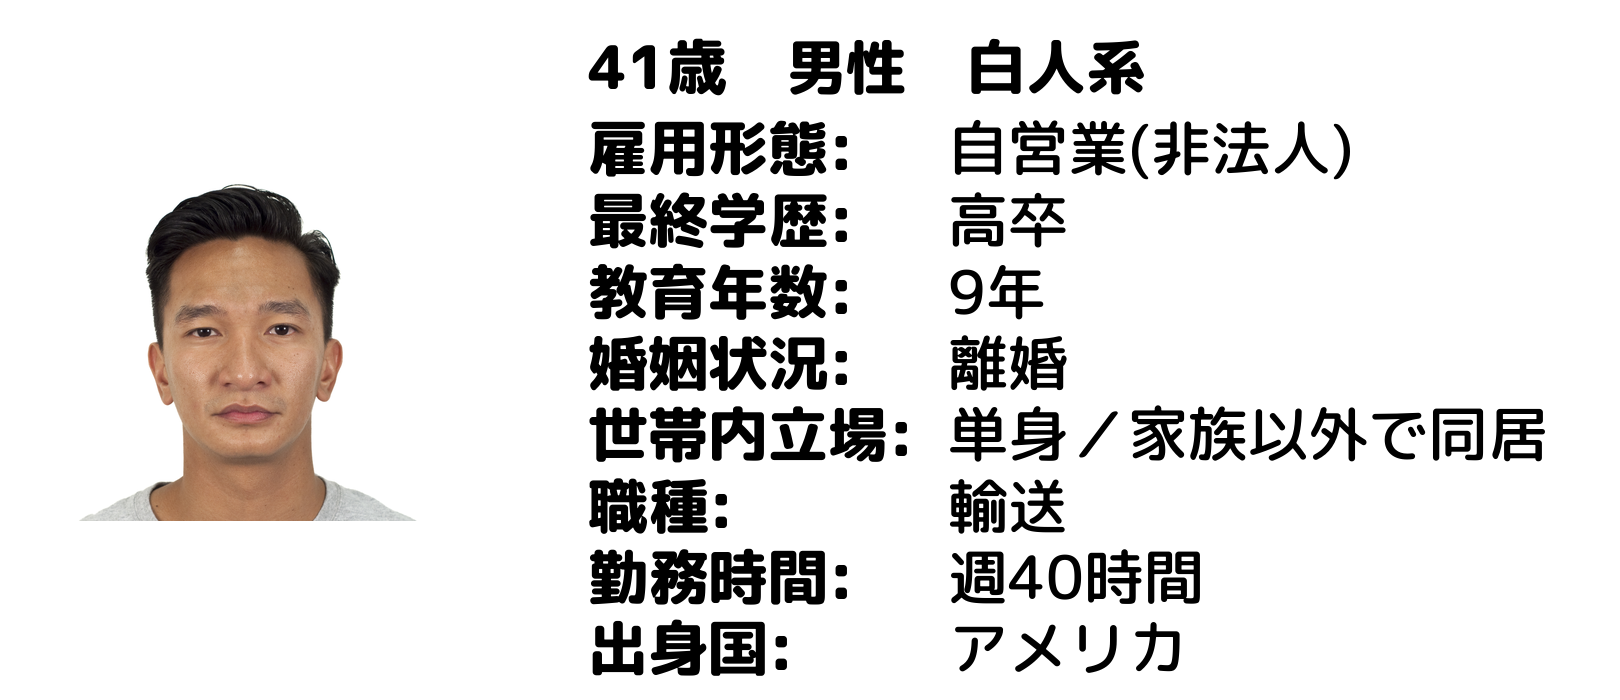 41歳　男性　白人系
雇用形態:　自営業(非法人)
最終学歴:　高卒
教育年数:　9年
婚姻状況:　離婚
世帯内立場:　単身／家族以外で同居
職種:　輸送
勤務時間:　週40時間
出身国:　アメリカ